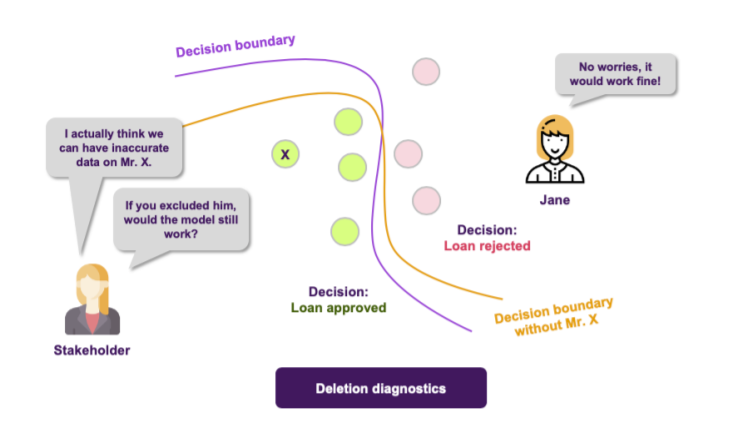 Decision boundary
No worries, it
would work fine!
I actually think we
can have inaccurate
data on Mr. X.
X
If you excluded him,
would the model still
work?
Jane
Decision:
Loan rejected
Decision:
Loan approved
Decision boundary
without Mr. X
Stakeholder
Deletion diagnostics